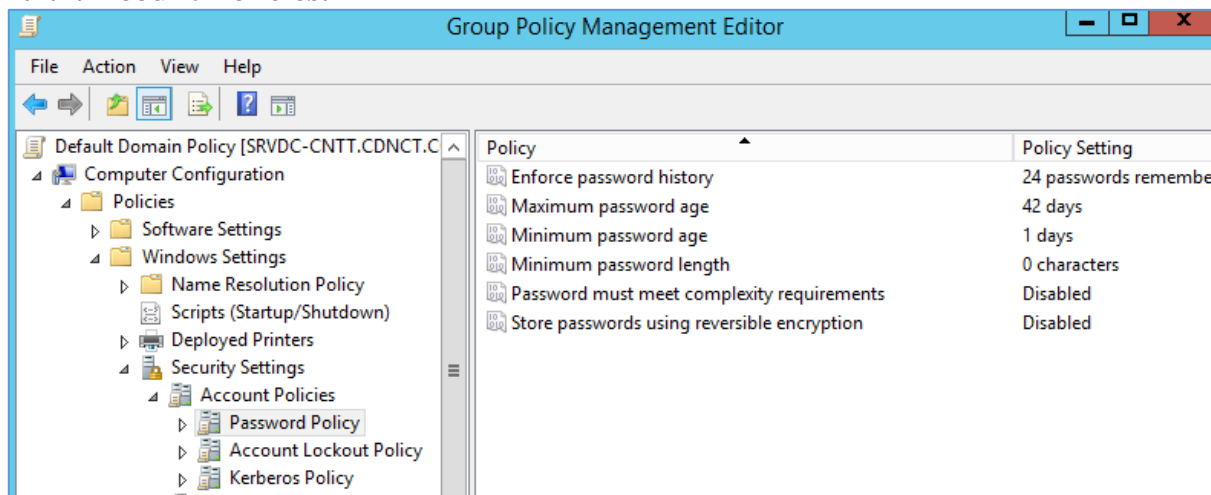 Group Policy Management Editor
File Action View Help
Default Domain Policy [SRVDC-CNTT.CDNCT.C
Computer Configuration
Policies
Software Settings
Windows Settings
Name Resolution Policy
Scripts (Startup/Shutdown)
Deployed Printers
Security Settings
Account Policies
Password Policy
Account Lockout Policy
Kerberos Policy
Policy Policy Setting
Enforce password history 24 passwords remembe
Maximum password age 42 days
Minimum password age 1 days
Minimum password length 0 characters
Password must meet complexity requirements Disabled
Store passwords using reversible encryption Disabled